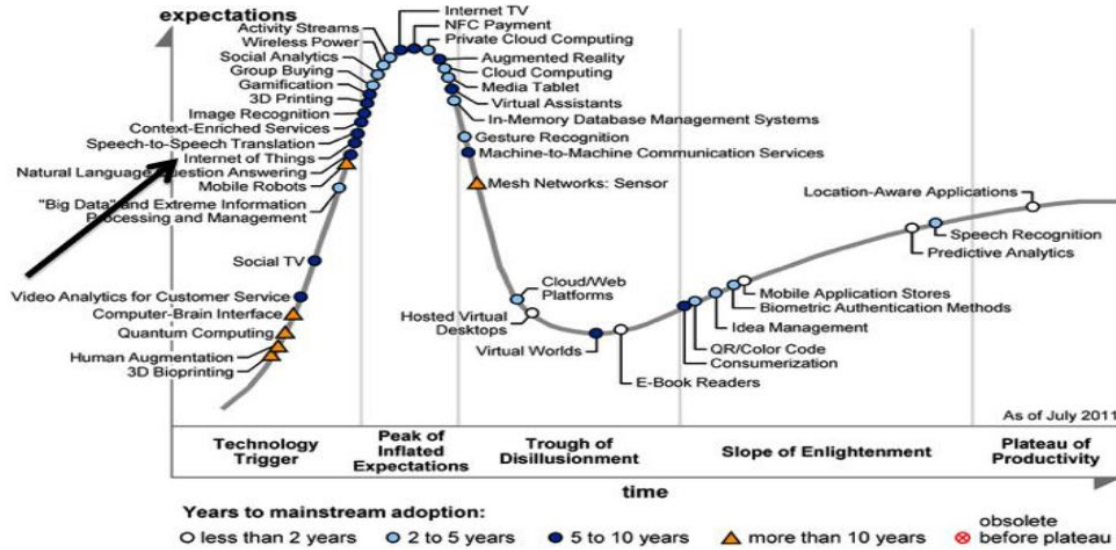 expectations
Activity Streams
Wireless Power
Social Analytics
Group Buying
Gamification
3D Printing
Image Recognition
Context-Enriched Services
Speech-to-Speech Translation
Internet of Things
Natural Language Question Answering
Mobile Robots
"Big Data" and Extreme Information
Processing and Management
Social TV
Video Analytics for Customer Service
Computer-Brain Interface
Quantum Computing
Human Augmentation
3D Bioprinting
Internet TV
NFC Payment
Private Cloud Computing
Augmented Reality
Cloud Computing
Media Tablet
Virtual Assistants
In-Memory Database Management Systems
Gesture Recognition
Machine-to-Machine Communication Services
Mesh Networks: Sensor
Cloud/Web
Platforms
Hosted Virtual
Desktops
Virtual Worlds
E-Book Readers
Location-Aware Applications
Speech Recognition
Predictive Analytics
Mobile Application Stores
Biometric Authentication Methods
Idea Management
QR/Color Code
Consumerization
As of July 2011
Technology
Trigger
Peak of
Inflated
Expectations
Trough of
Disillusionment
Slope of Enlightenment
Plateau of
Productivity
time
Years to mainstream adoption:
less than 2 years
2 to 5 years
5 to 10 years
more than 10 years
obsolete
before plateau